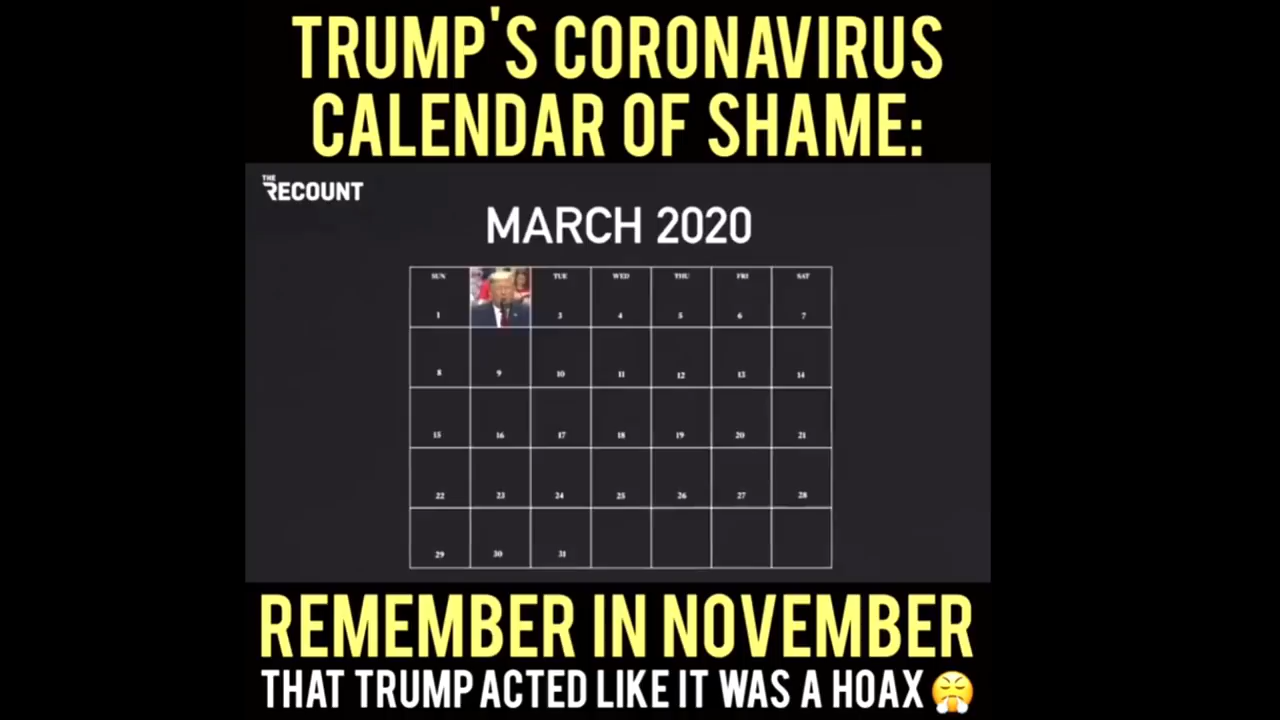 TRUMP'S CORONAVIRUS
CALENDAR OF SHAME:
THE
RECOUNT
MARCH 2020
SUN TUE WED THU FRI SAT
1 3 4 5 6 7
8 9 10 11 12 13 14
15 16 17 18 19 20 21
22 23 24 25 26 27 28
29 30 31
REMEMBER IN NOVEMBER
THAT TRUMP ACTED LIKE IT WAS A HOAX 😤